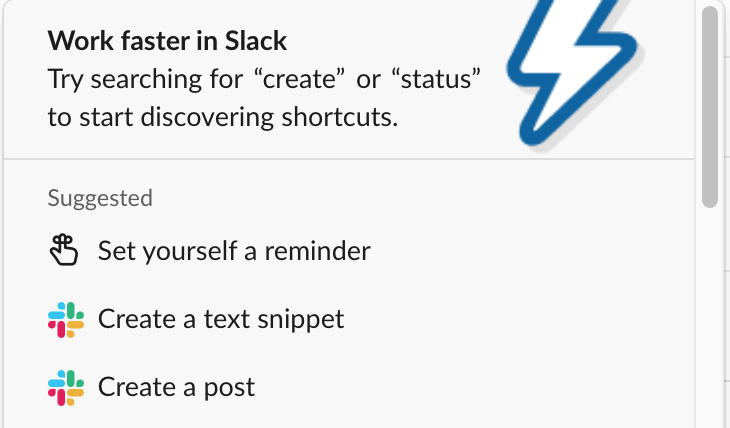 Work faster in Slack
Try searching for “create” or “status”
to start discovering shortcuts.
Suggested
Set yourself a reminder
Create a text snippet
Create a post